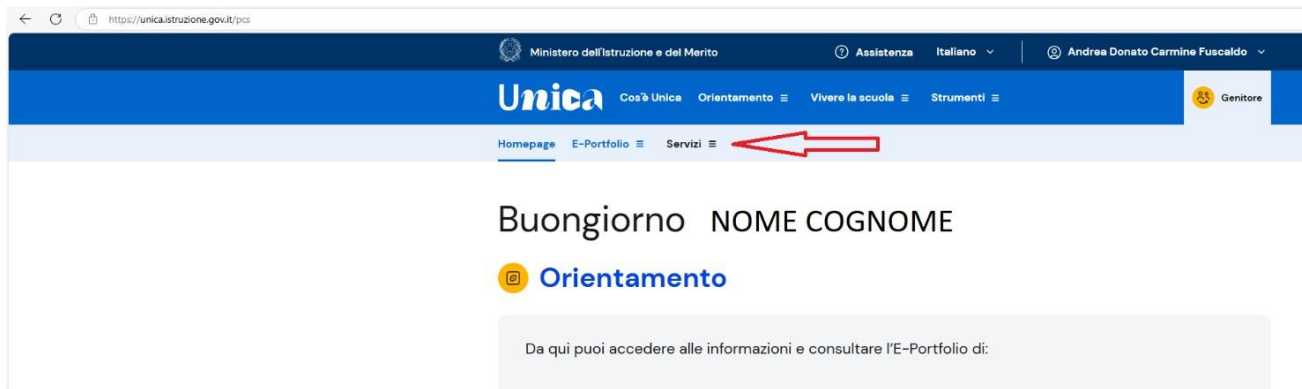 https://unica.istruzione.gov.it/pcs
Ministero dell'Istruzione e del Merito Assistenza Italiano Andrea Donato Carmine Fuscaldo
Unica Cos'è Unica Orientamento Vivere la scuola Strumenti Genitore
Homepage E-Portfolio Servizi
Buongiorno NOME COGNOME
Orientamento
Da qui puoi accedere alle informazioni e consultare l'E-Portfolio di: